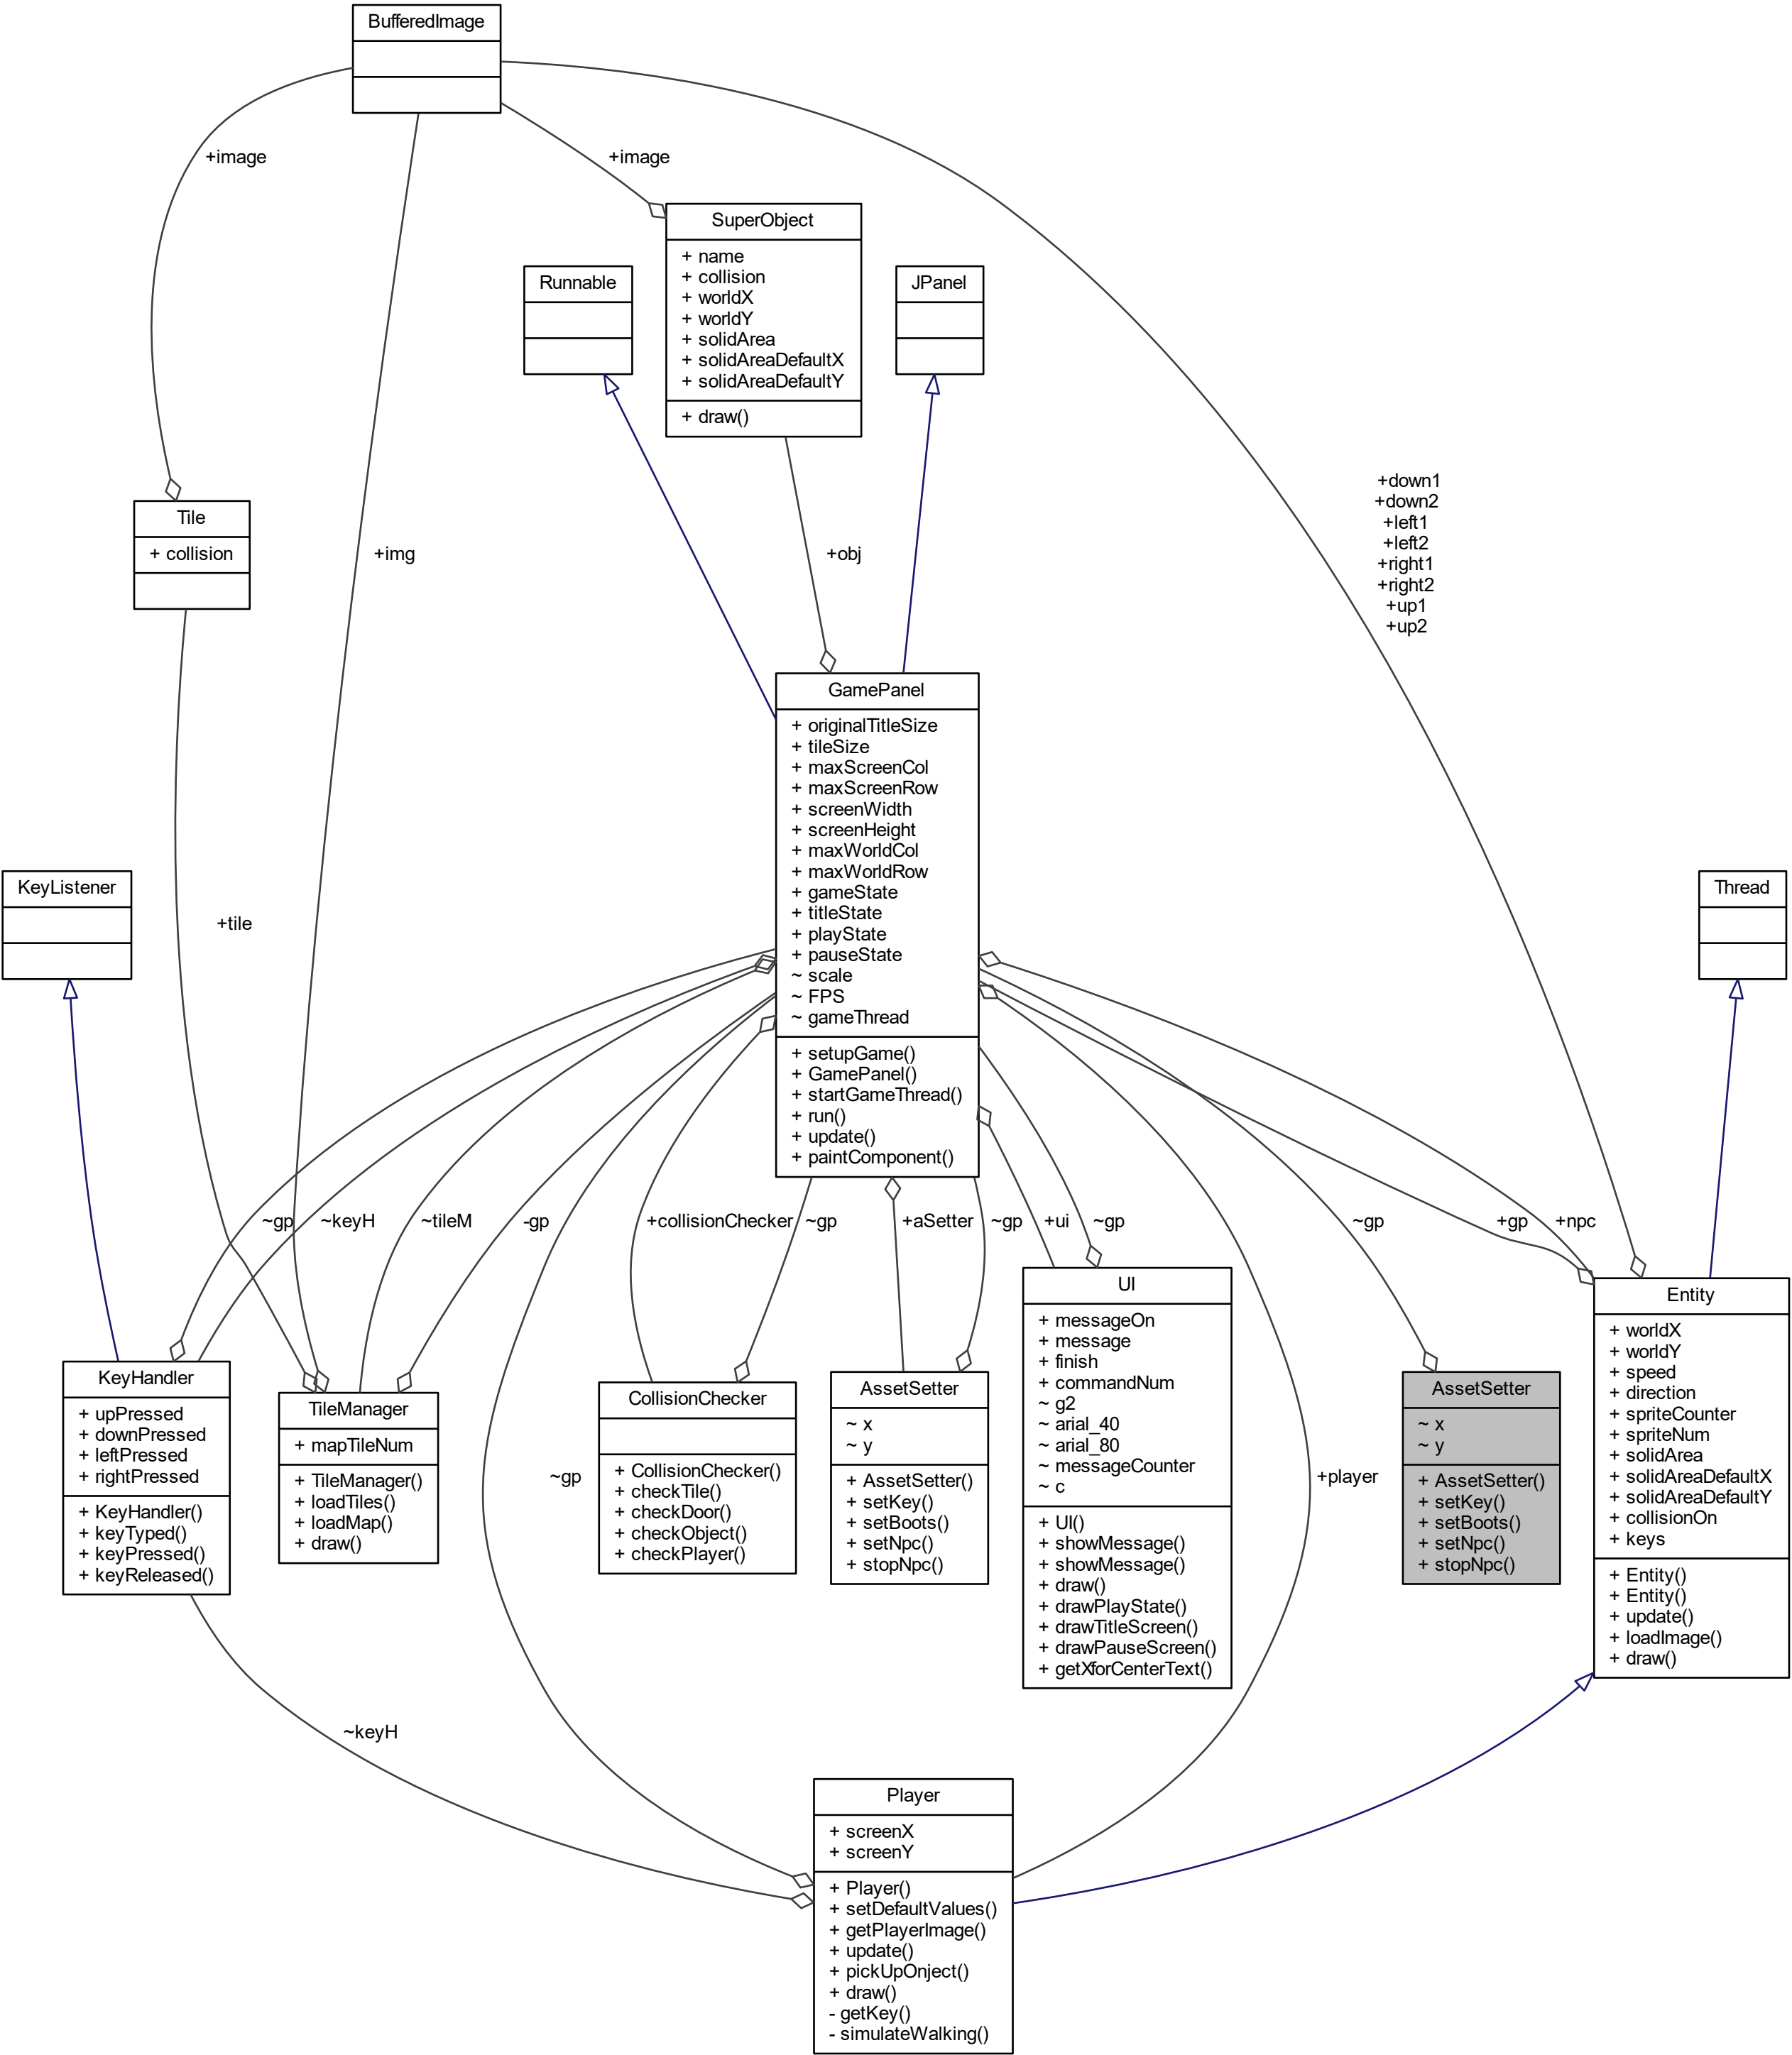 BufferedImage
+image
+image
SuperObject
+ name
+ collision
+ worldX
+ worldY
+ solidArea
+ solidAreaDefaultX
+ solidAreaDefaultY
+ draw()
Runnable
JPanel
+down1
+down2
+left1
+left2
+right1
+right2
+up1
+up2
Tile
+ collision
+img
+obj
GamePanel
+ originalTitleSize
+ tileSize
+ maxScreenCol
+ maxScreenRow
+ screenWidth
+ screenHeight
+ maxWorldCol
+ maxWorldRow
+ gameState
+ titleState
+ playState
+ pauseState
~ scale
~ FPS
~ gameThread
+ setupGame()
+ GamePanel()
+ startGameThread()
+ run()
+ update()
+ paintComponent()
KeyListener
+tile
Thread
~gp
~keyH
~tileM
-gp
+collisionChecker
~gp
+aSetter
~gp
+ui
~gp
~gp
+gp
+npc
KeyHandler
+ upPressed
+ downPressed
+ leftPressed
+ rightPressed
+ KeyHandler()
+ keyTyped()
+ keyPressed()
+ keyReleased()
TileManager
+ mapTileNum
+ TileManager()
+ loadTiles()
+ loadMap()
+ draw()
~gp
CollisionChecker
+ CollisionChecker()
+ checkTile()
+ checkDoor()
+ checkObject()
+ checkPlayer()
AssetSetter
~ x
~ y
+ AssetSetter()
+ setKey()
+ setBoots()
+ setNpc()
+ stopNpc()
UI
+ messageOn
+ message
+ finish
+ commandNum
~ g2
~ arial_40
~ arial_80
~ messageCounter
~ c
+ UI()
+ showMessage()
+ showMessage()
+ draw()
+ drawPlayState()
+ drawTitleScreen()
+ drawPauseScreen()
+ getXforCenterText()
+player
AssetSetter
~ x
~ y
+ AssetSetter()
+ setKey()
+ setBoots()
+ setNpc()
+ stopNpc()
Entity
+ worldX
+ worldY
+ speed
+ direction
+ spriteCounter
+ spriteNum
+ solidArea
+ solidAreaDefaultX
+ solidAreaDefaultY
+ collisionOn
+ keys
+ Entity()
+ Entity()
+ update()
+ loadImage()
+ draw()
~keyH
Player
+ screenX
+ screenY
+ Player()
+ setDefaultValues()
+ getPlayerImage()
+ update()
+ pickUpOnject()
+ draw()
- getKey()
- simulateWalking()